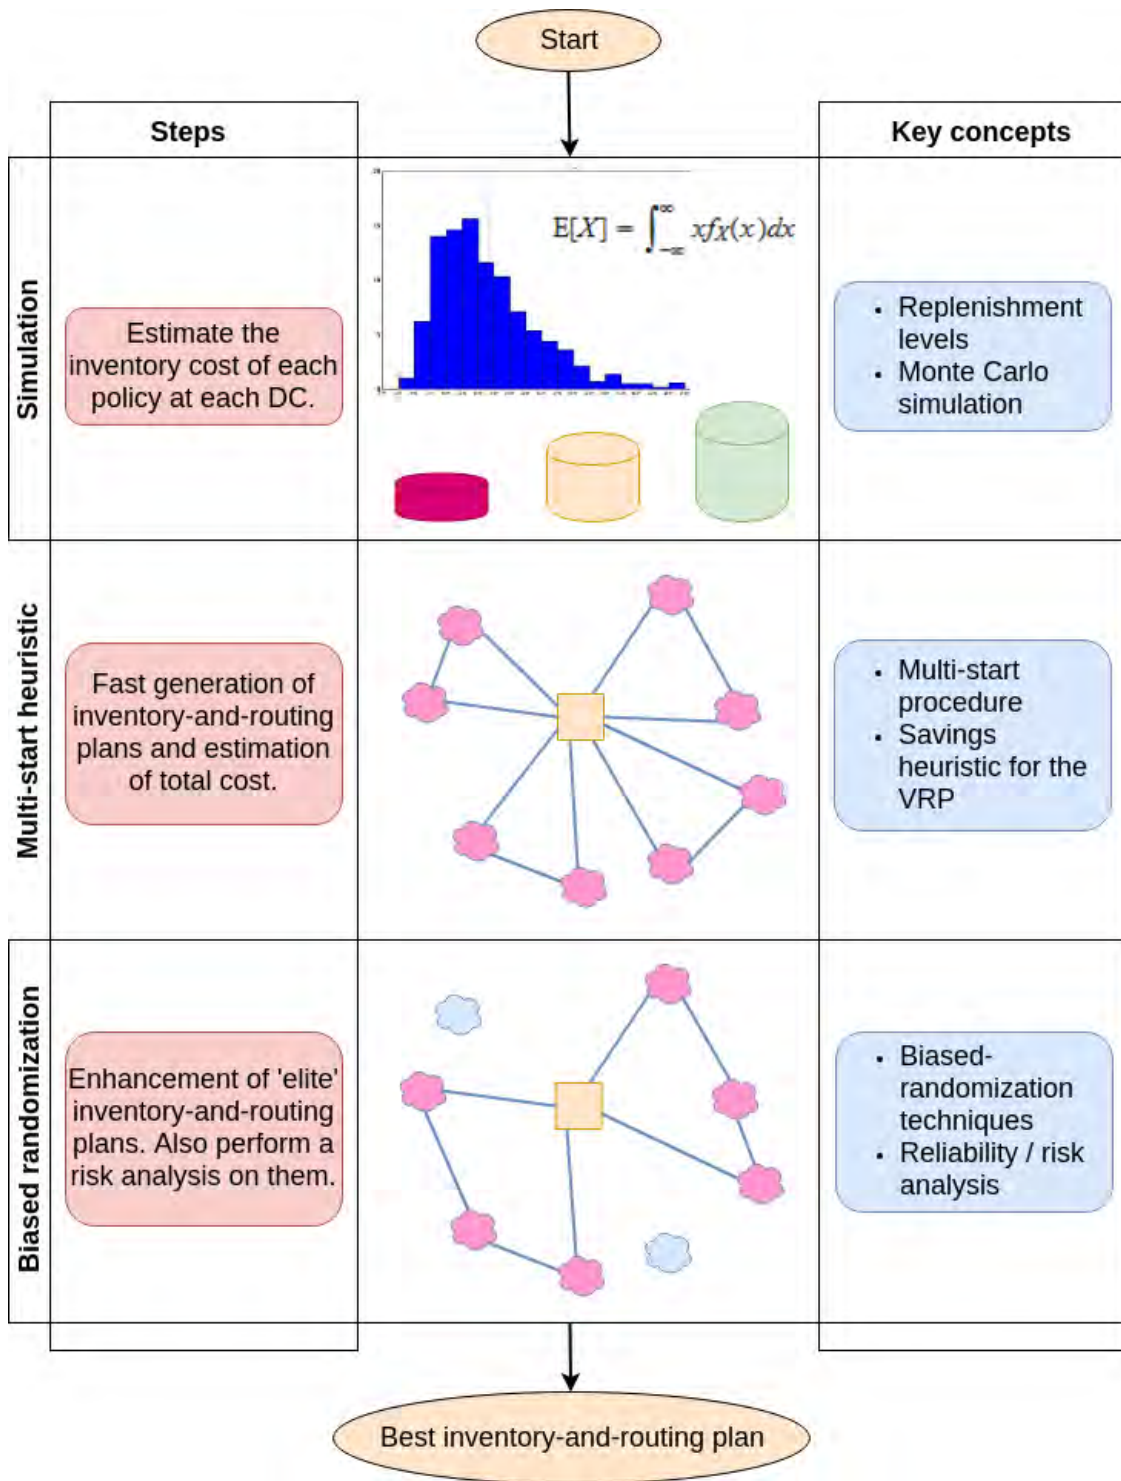 Start
Steps
Key concepts
Simulation
Estimate the
inventory cost of each
policy at each DC.
E[X] = ∫_{-∞}^{∞} xf_X(x)dx
• Replenishment
levels
• Monte Carlo
simulation
Multi-start heuristic
Fast generation of
inventory-and-routing
plans and estimation
of total cost.
• Multi-start
procedure
• Savings
heuristic for the
VRP
Biased randomization
Enhancement of 'elite'
inventory-and-routing
plans. Also perform a
risk analysis on them.
• Biased-
randomization
techniques
• Reliability / risk
analysis
Best inventory-and-routing plan